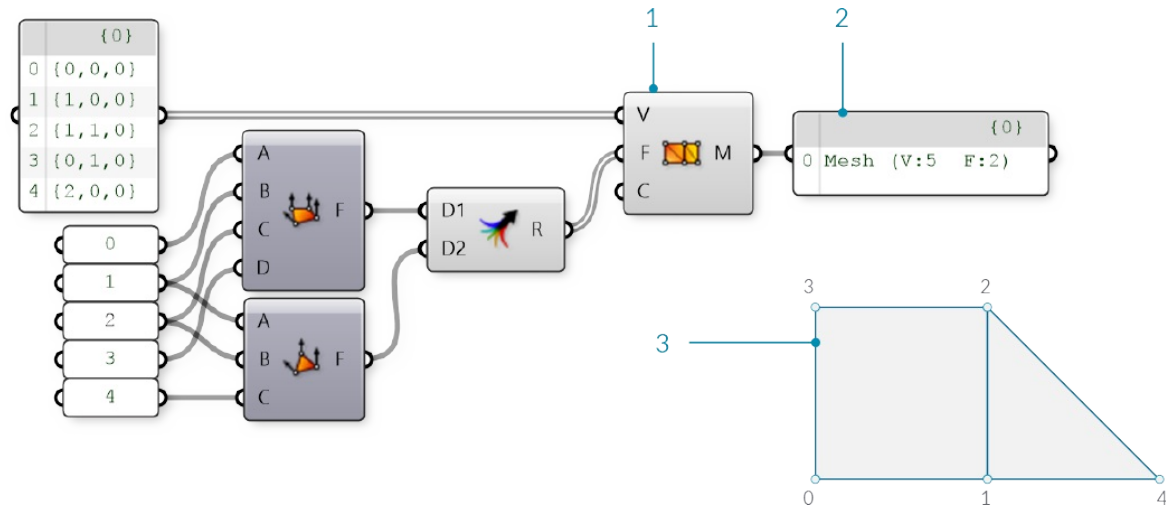 1
2
{0}
0 {0,0,0}
1 {1,0,0}
2 {1,1,0}
3 {0,1,0}
4 {2,0,0}
V
F
C
M
{0}
0 Mesh (V:5 F:2)
A
B
C
D
F
D1
D2
R
0
1
2
3
4
A
B
C
F
3
3
2
0
1
4